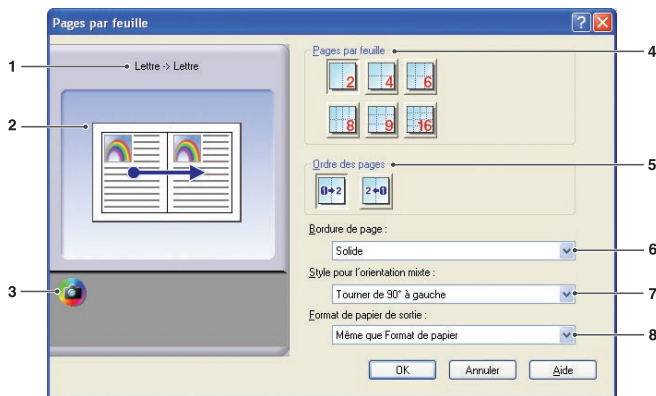 Pages par feuille
1
Lettre -> Lettre
2
3
Pages par feuille
2 4 6
8 9 16
4
Ordre des pages
1→2 2←1
5
Bordure de page :
Solide
6
Style pour l'orientation mixte :
Tourner de 90° à gauche
7
Format de papier de sortie :
Même que Format de papier
8
OK Annuler Aide